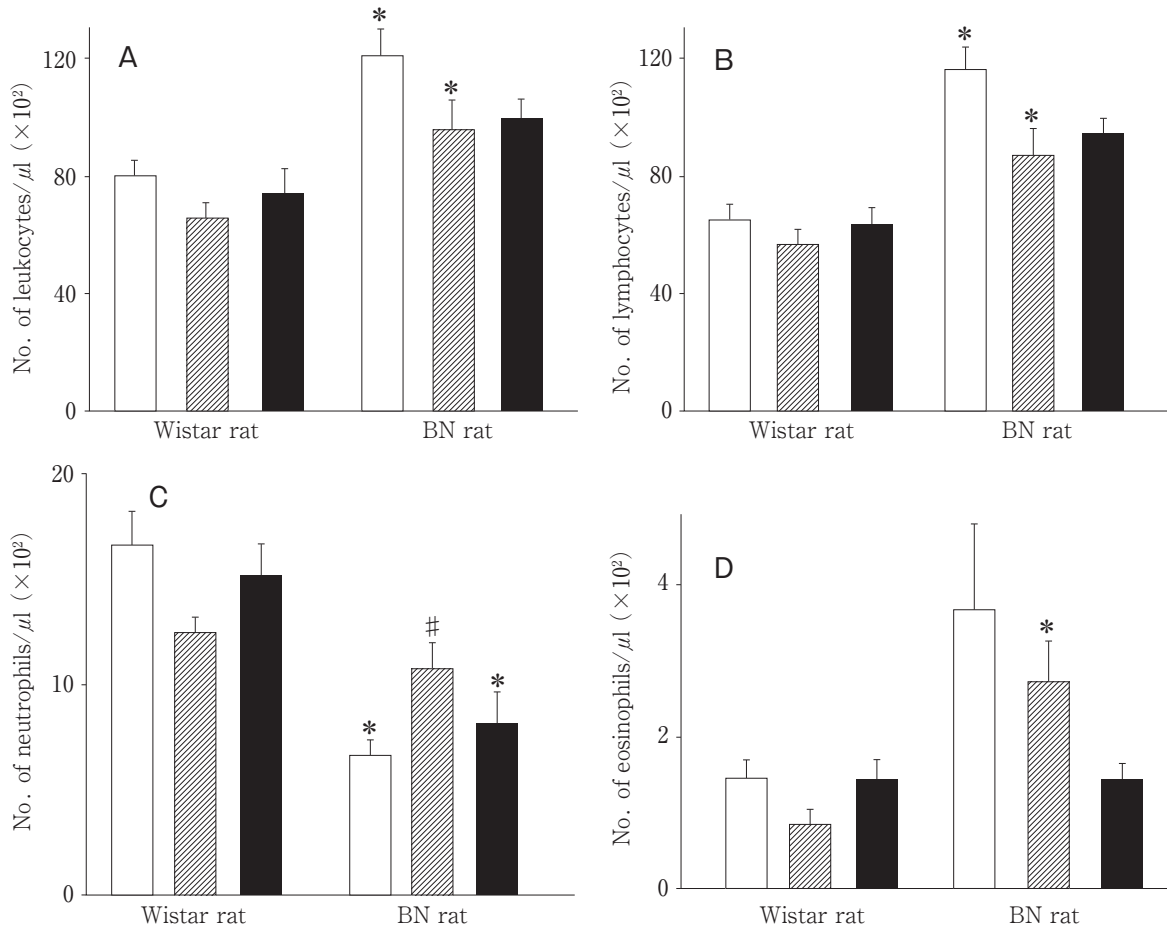 A
No. of leukocytes/μl (×10²)
120
80
40
0
*
*
Wistar rat
BN rat
B
No. of lymphocytes/μl (×10²)
120
80
40
0
*
*
Wistar rat
BN rat
C
No. of neutrophils/μl (×10²)
20
10
0
*
#
*
Wistar rat
BN rat
D
No. of eosinophils/μl (×10²)
4
2
0
*
Wistar rat
BN rat